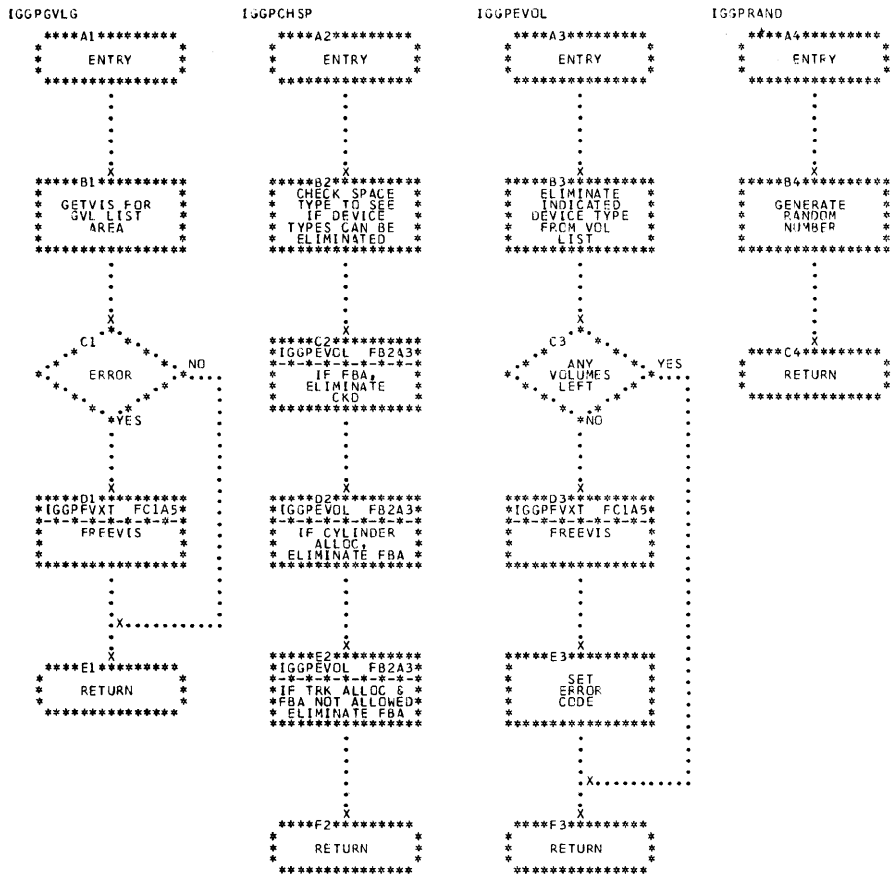 IGGPGVLG
IGGPCHSP
IGGPEVOL
IGGPRAND
A1
ENTRY
B1
GETVIS FOR
GVL LIST
AREA
C1
ERROR
NO
YES
D1
IGGPFVXT FC1A5
FREEVIS
E1
RETURN
A2
ENTRY
B2
CHECK SPACE
TYPE TO SEE
IF DEVICE
TYPES CAN BE
ELIMINATED
C2
IGGPEVOL FB2A3
IF FBA,
ELIMINATE
CKD
D2
IGGPEVOL FB2A3
IF CYLINDER
ALLOC,
ELIMINATE FBA
E2
IGGPEVOL FB2A3
IF TRK ALLOC &
FBA NOT ALLOWED
ELIMINATE FBA
F2
RETURN
A3
ENTRY
B3
ELIMINATE
INDICATED
DEVICE TYPE
FROM VOL
LIST
C3
ANY
VOLUMES
LEFT
YES
NO
D3
IGGPFVXT FC1A5
FREEVIS
E3
SET
ERROR
CODE
F3
RETURN
A4
ENTRY
B4
GENERATE
RANDOM
NUMBER
C4
RETURN